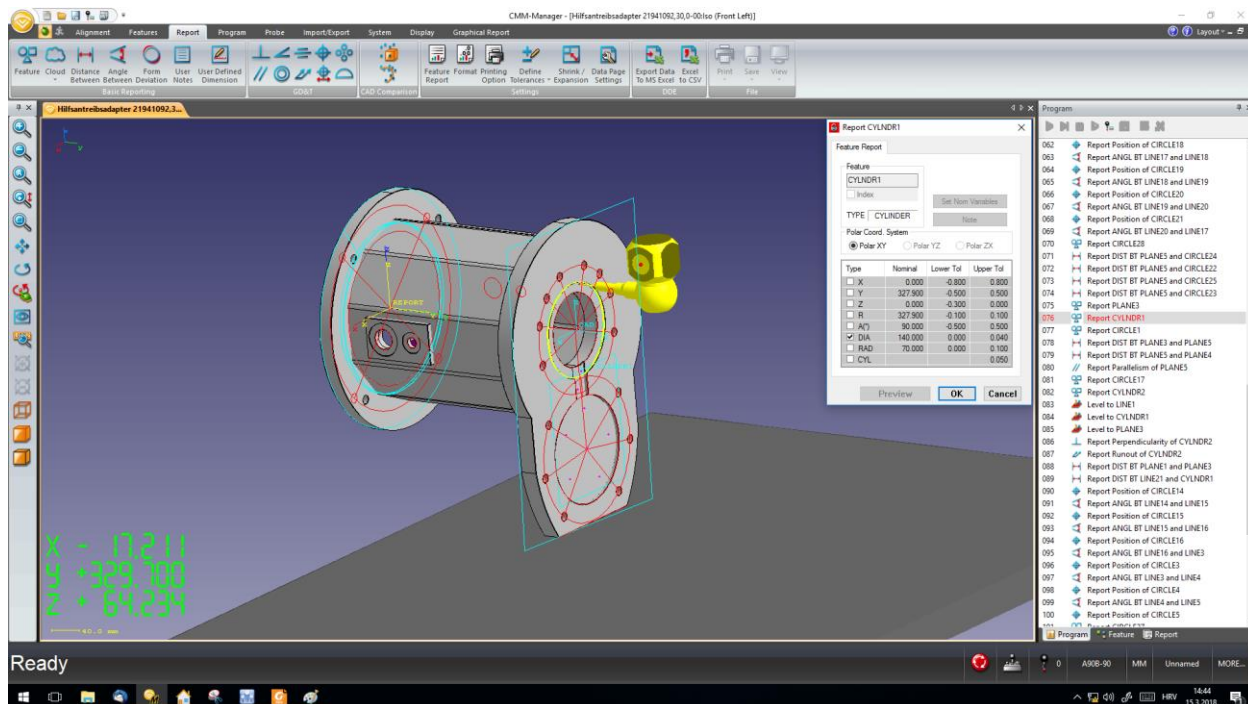 CMM-Manager - [Hilfsantreibsadapter 21941092,30,0-00:Iso (Front Left)]
Alignment Features Report Program Probe Import/Export System Display Graphical Report Layout
Feature Cloud Distance Between Angle Between Form Deviation User Notes User Defined Dimension
Feature Report Format Printing Option Define Tolerances Shrink / Expansion Data Page Settings
Export Data To MS Excel Excel to CSV Print Save View
Basic Reporting GD&T CAD Comparison Settings DOE File
Hilfsantreibsadapter 21941092,3...
REPORT
X - 17.211
Y +329.700
Z + 64.234
40.0 mm
Report CYLNDR1
Feature Report
Feature
CYLNDR1
Index
Set Nom Variables
TYPE CYLINDER
Note
Polar Coord. System
Polar XY Polar YZ Polar ZX
Type Nominal Lower Tol Upper Tol
X 0.000 -0.800 0.800
Y 327.900 -0.500 0.500
Z 0.000 -0.300 0.000
R 327.900 -0.100 0.100
A(°) 90.000 -0.500 0.500
DIA 140.000 0.000 0.040
RAD 70.000 0.000 0.100
CYL 0.050
Preview OK Cancel
Program
062 Report Position of CIRCLE18
063 Report ANGL BT LINE17 and LINE18
064 Report Position of CIRCLE19
065 Report ANGL BT LINE18 and LINE19
066 Report Position of CIRCLE20
067 Report ANGL BT LINE19 and LINE20
068 Report Position of CIRCLE21
069 Report ANGL BT LINE20 and LINE17
070 Report CIRCLE28
071 Report DIST BT PLANE5 and CIRCLE24
072 Report DIST BT PLANE5 and CIRCLE22
073 Report DIST BT PLANE5 and CIRCLE25
074 Report DIST BT PLANE5 and CIRCLE23
075 Report PLANE3
076 Report CYLNDR1
077 Report CIRCLE1
078 Report DIST BT PLANE3 and PLANE5
079 Report DIST BT PLANE5 and PLANE4
080 Report Parallelism of PLANE5
081 Report CIRCLE17
082 Report CYLNDR2
083 Level to LINE1
084 Level to CYLNDR1
085 Level to PLANE3
086 Report Perpendicularity of CYLNDR2
087 Report Runout of CYLNDR2
088 Report DIST BT PLANE1 and PLANE3
089 Report DIST BT LINE21 and CYLNDR1
090 Report Position of CIRCLE14
091 Report ANGL BT LINE14 and LINE15
092 Report Position of CIRCLE15
093 Report ANGL BT LINE15 and LINE16
094 Report Position of CIRCLE16
095 Report ANGL BT LINE16 and LINE3
096 Report Position of CIRCLE3
097 Report ANGL BT LINE3 and LINE4
098 Report Position of CIRCLE4
099 Report ANGL BT LINE4 and LINE5
100 Report Position of CIRCLE5
Program Feature Report
Ready
0 A90B-90 MM Unnamed MORE...
HRV 14:44
15.3.2018